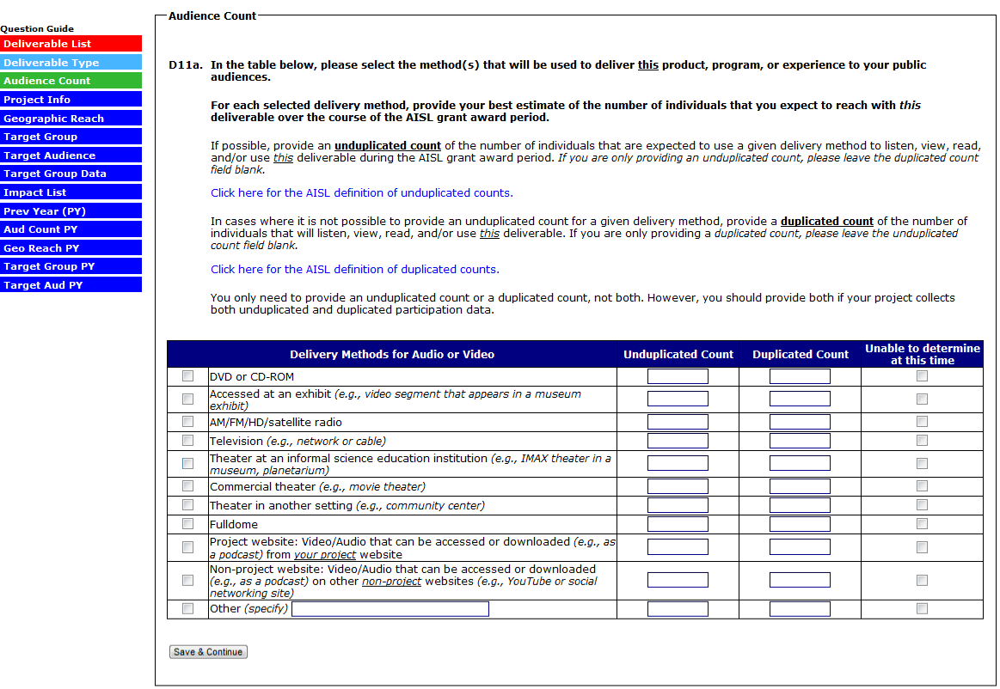 Question Guide
Deliverable List
Deliverable Type
Audience Count
Project Info
Geographic Reach
Target Group
Target Audience
Target Group Data
Impact List
Prev Year (PY)
Aud Count PY
Geo Reach PY
Target Group PY
Target Aud PY
Audience Count
D11a. In the table below, please select the method(s) that will be used to deliver this product, program, or experience to your public
audiences.
For each selected delivery method, provide your best estimate of the number of individuals that you expect to reach with this
deliverable over the course of the AISL grant award period.
If possible, provide an unduplicated count of the number of individuals that are expected to use a given delivery method to listen, view, read,
and/or use this deliverable during the AISL grant award period. If you are only providing an unduplicated count, please leave the duplicated count
field blank.
Click here for the AISL definition of unduplicated counts.
In cases where it is not possible to provide an unduplicated count for a given delivery method, provide a duplicated count of the number of
individuals that will listen, view, read, and/or use this deliverable. If you are only providing a duplicated count, please leave the unduplicated
count field blank.
Click here for the AISL definition of duplicated counts.
You only need to provide an unduplicated count or a duplicated count, not both. However, you should provide both if your project collects
both unduplicated and duplicated participation data.
Delivery Methods for Audio or Video
Unduplicated Count
Duplicated Count
Unable to determine
at this time
DVD or CD-ROM
Accessed at an exhibit (e.g., video segment that appears in a museum
exhibit)
AM/FM/HD/satellite radio
Television (e.g., network or cable)
Theater at an informal science education institution (e.g., IMAX theater in a
museum, planetarium)
Commercial theater (e.g., movie theater)
Theater in another setting (e.g., community center)
Fulldome
Project website: Video/Audio that can be accessed or downloaded (e.g., as
a podcast) from your project website
Non-project website: Video/Audio that can be accessed or downloaded
(e.g., as a podcast) on other non-project websites (e.g., YouTube or social
networking site)
Other (specify)
Save & Continue